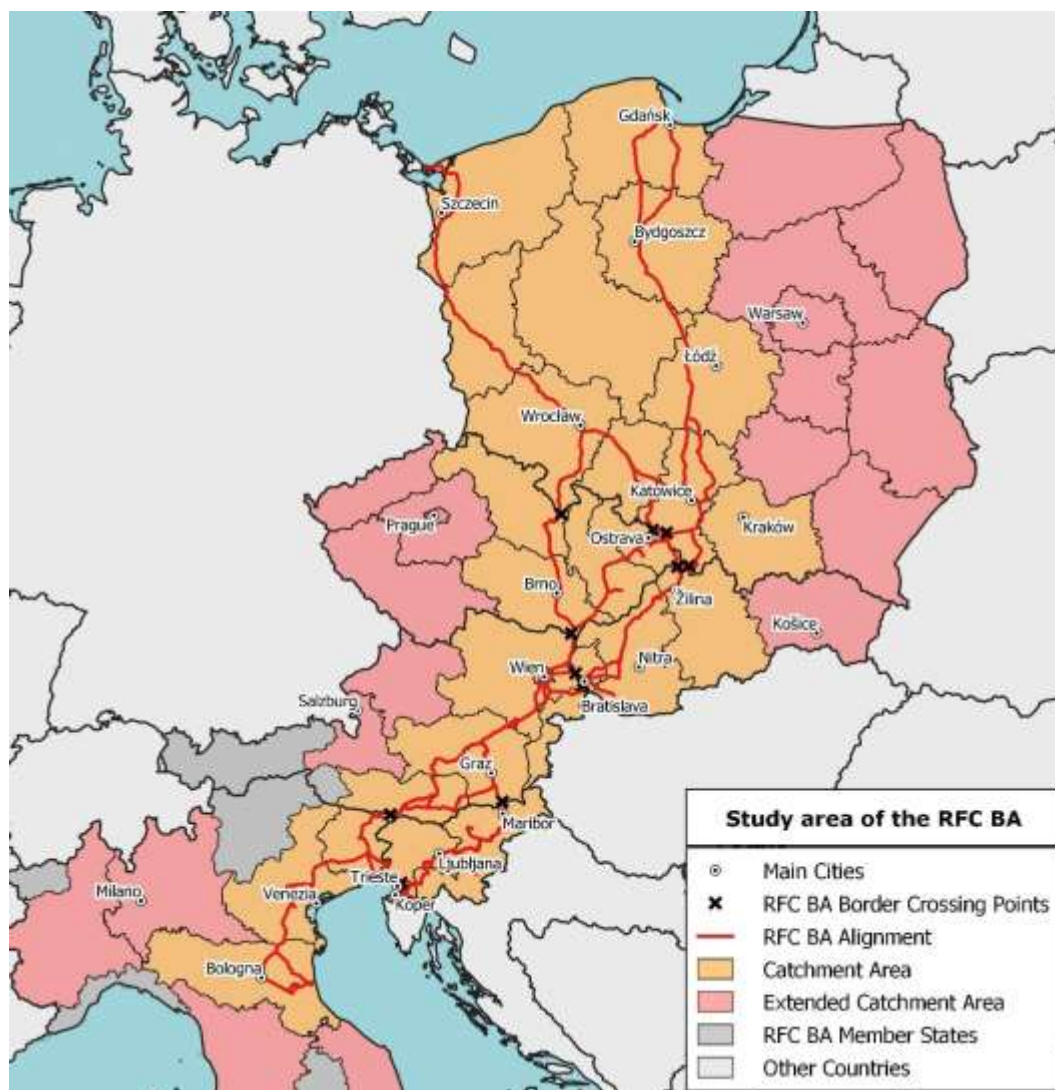 Gdańsk
Szczecin
Bydgoszcz
Warsaw
Łódź
Wrocław
Katowice
Prague
Ostrava
Kraków
Brno
Žilina
Košice
Wien
Nitra
Salzburg
Bratislava
Graz
Maribor
Ljubljana
Trieste
Milano
Venezia
Koper
Bologna
Study area of the RFC BA
Main Cities
RFC BA Border Crossing Points
RFC BA Alignment
Catchment Area
Extended Catchment Area
RFC BA Member States
Other Countries